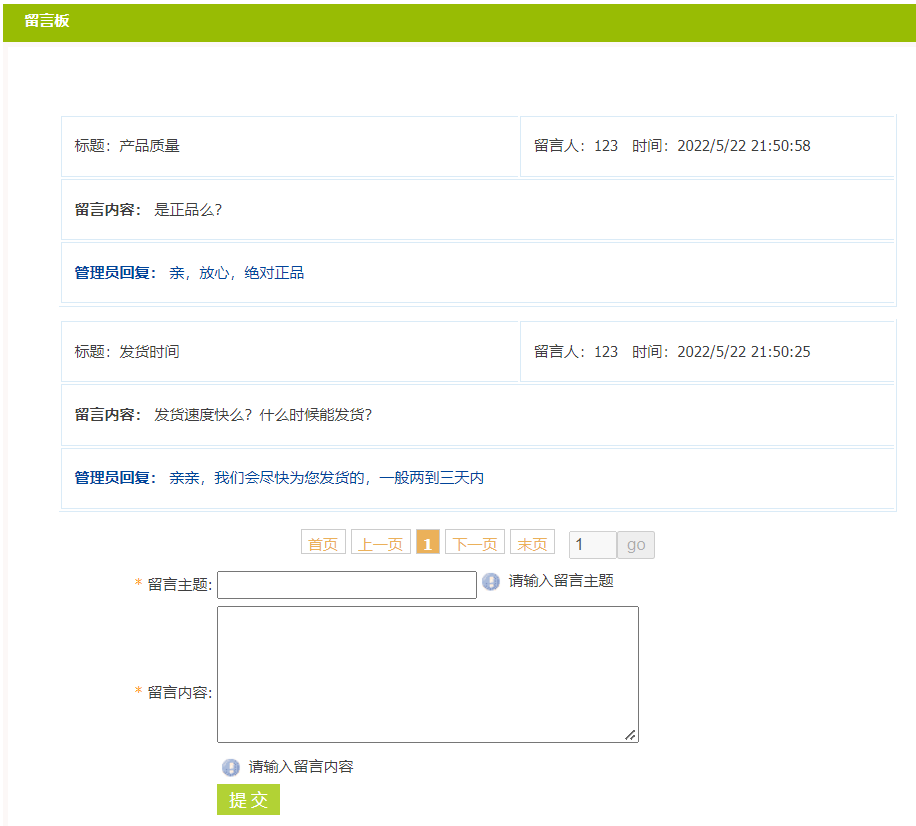 留言板
标题：产品质量 留言人：123 时间：2022/5/22 21:50:58
留言内容： 是正品么？
管理员回复： 亲，放心，绝对正品
标题：发货时间 留言人：123 时间：2022/5/22 21:50:25
留言内容： 发货速度快么？什么时候能发货？
管理员回复： 亲亲，我们会尽快为您发货的，一般两到三天内
首页 上一页 1 下一页 末页 1 go
* 留言主题: 请输入留言主题
* 留言内容:
请输入留言内容
提 交